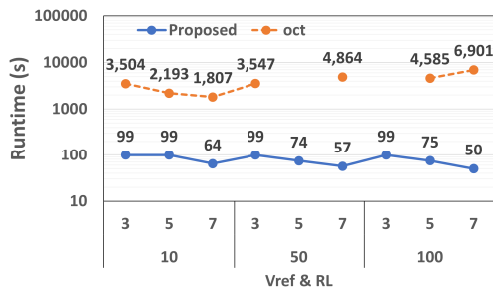 Proposed oct
100000
10000
1000
100
10
Runtime (s)
3,504 2,193 1,807 3,547 4,864 4,585 6,901
99 99 64 99 74 57 99 75 50
3 5 7 3 5 7 3 5 7
10 50 100
Vref & RL